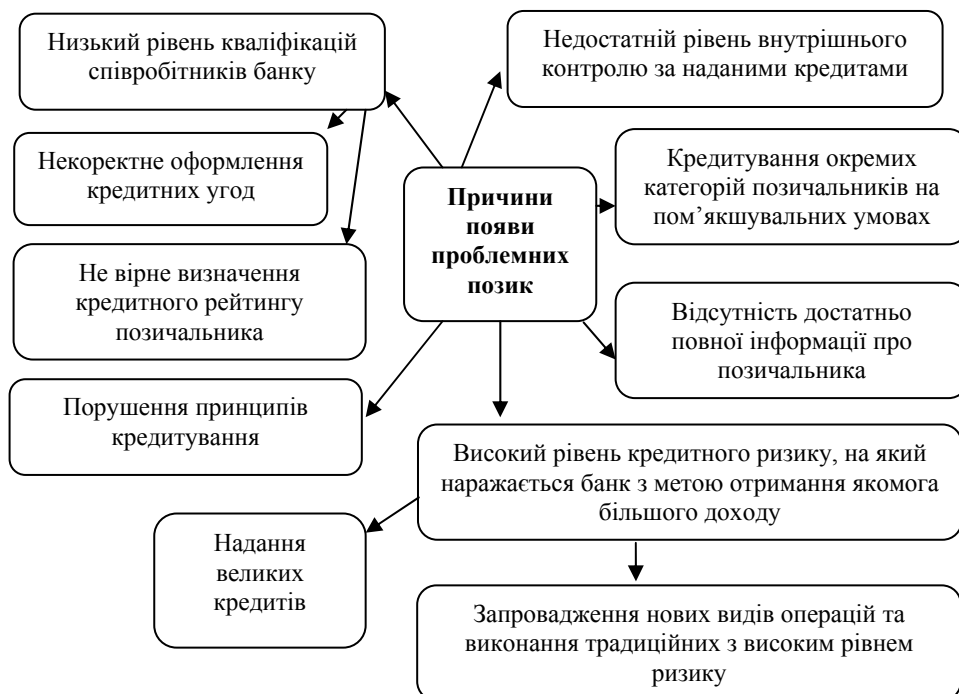 Низький рівень кваліфікацій
співробітників банку
Недостатній рівень внутрішнього
контролю за наданими кредитами
Некоректне оформлення
кредитних угод
Причини
появи
проблемних
позик
Кредитування окремих
категорій позичальників на
пом’якшувальних умовах
Не вірне визначення
кредитного рейтингу
позичальника
Відсутність достатньо
повної інформації про
позичальника
Порушення принципів
кредитування
Високий рівень кредитного ризику, на який
наражається банк з метою отримання якомога
більшого доходу
Надання
великих
кредитів
Запровадження нових видів операцій та
виконання традиційних з високим рівнем
ризику